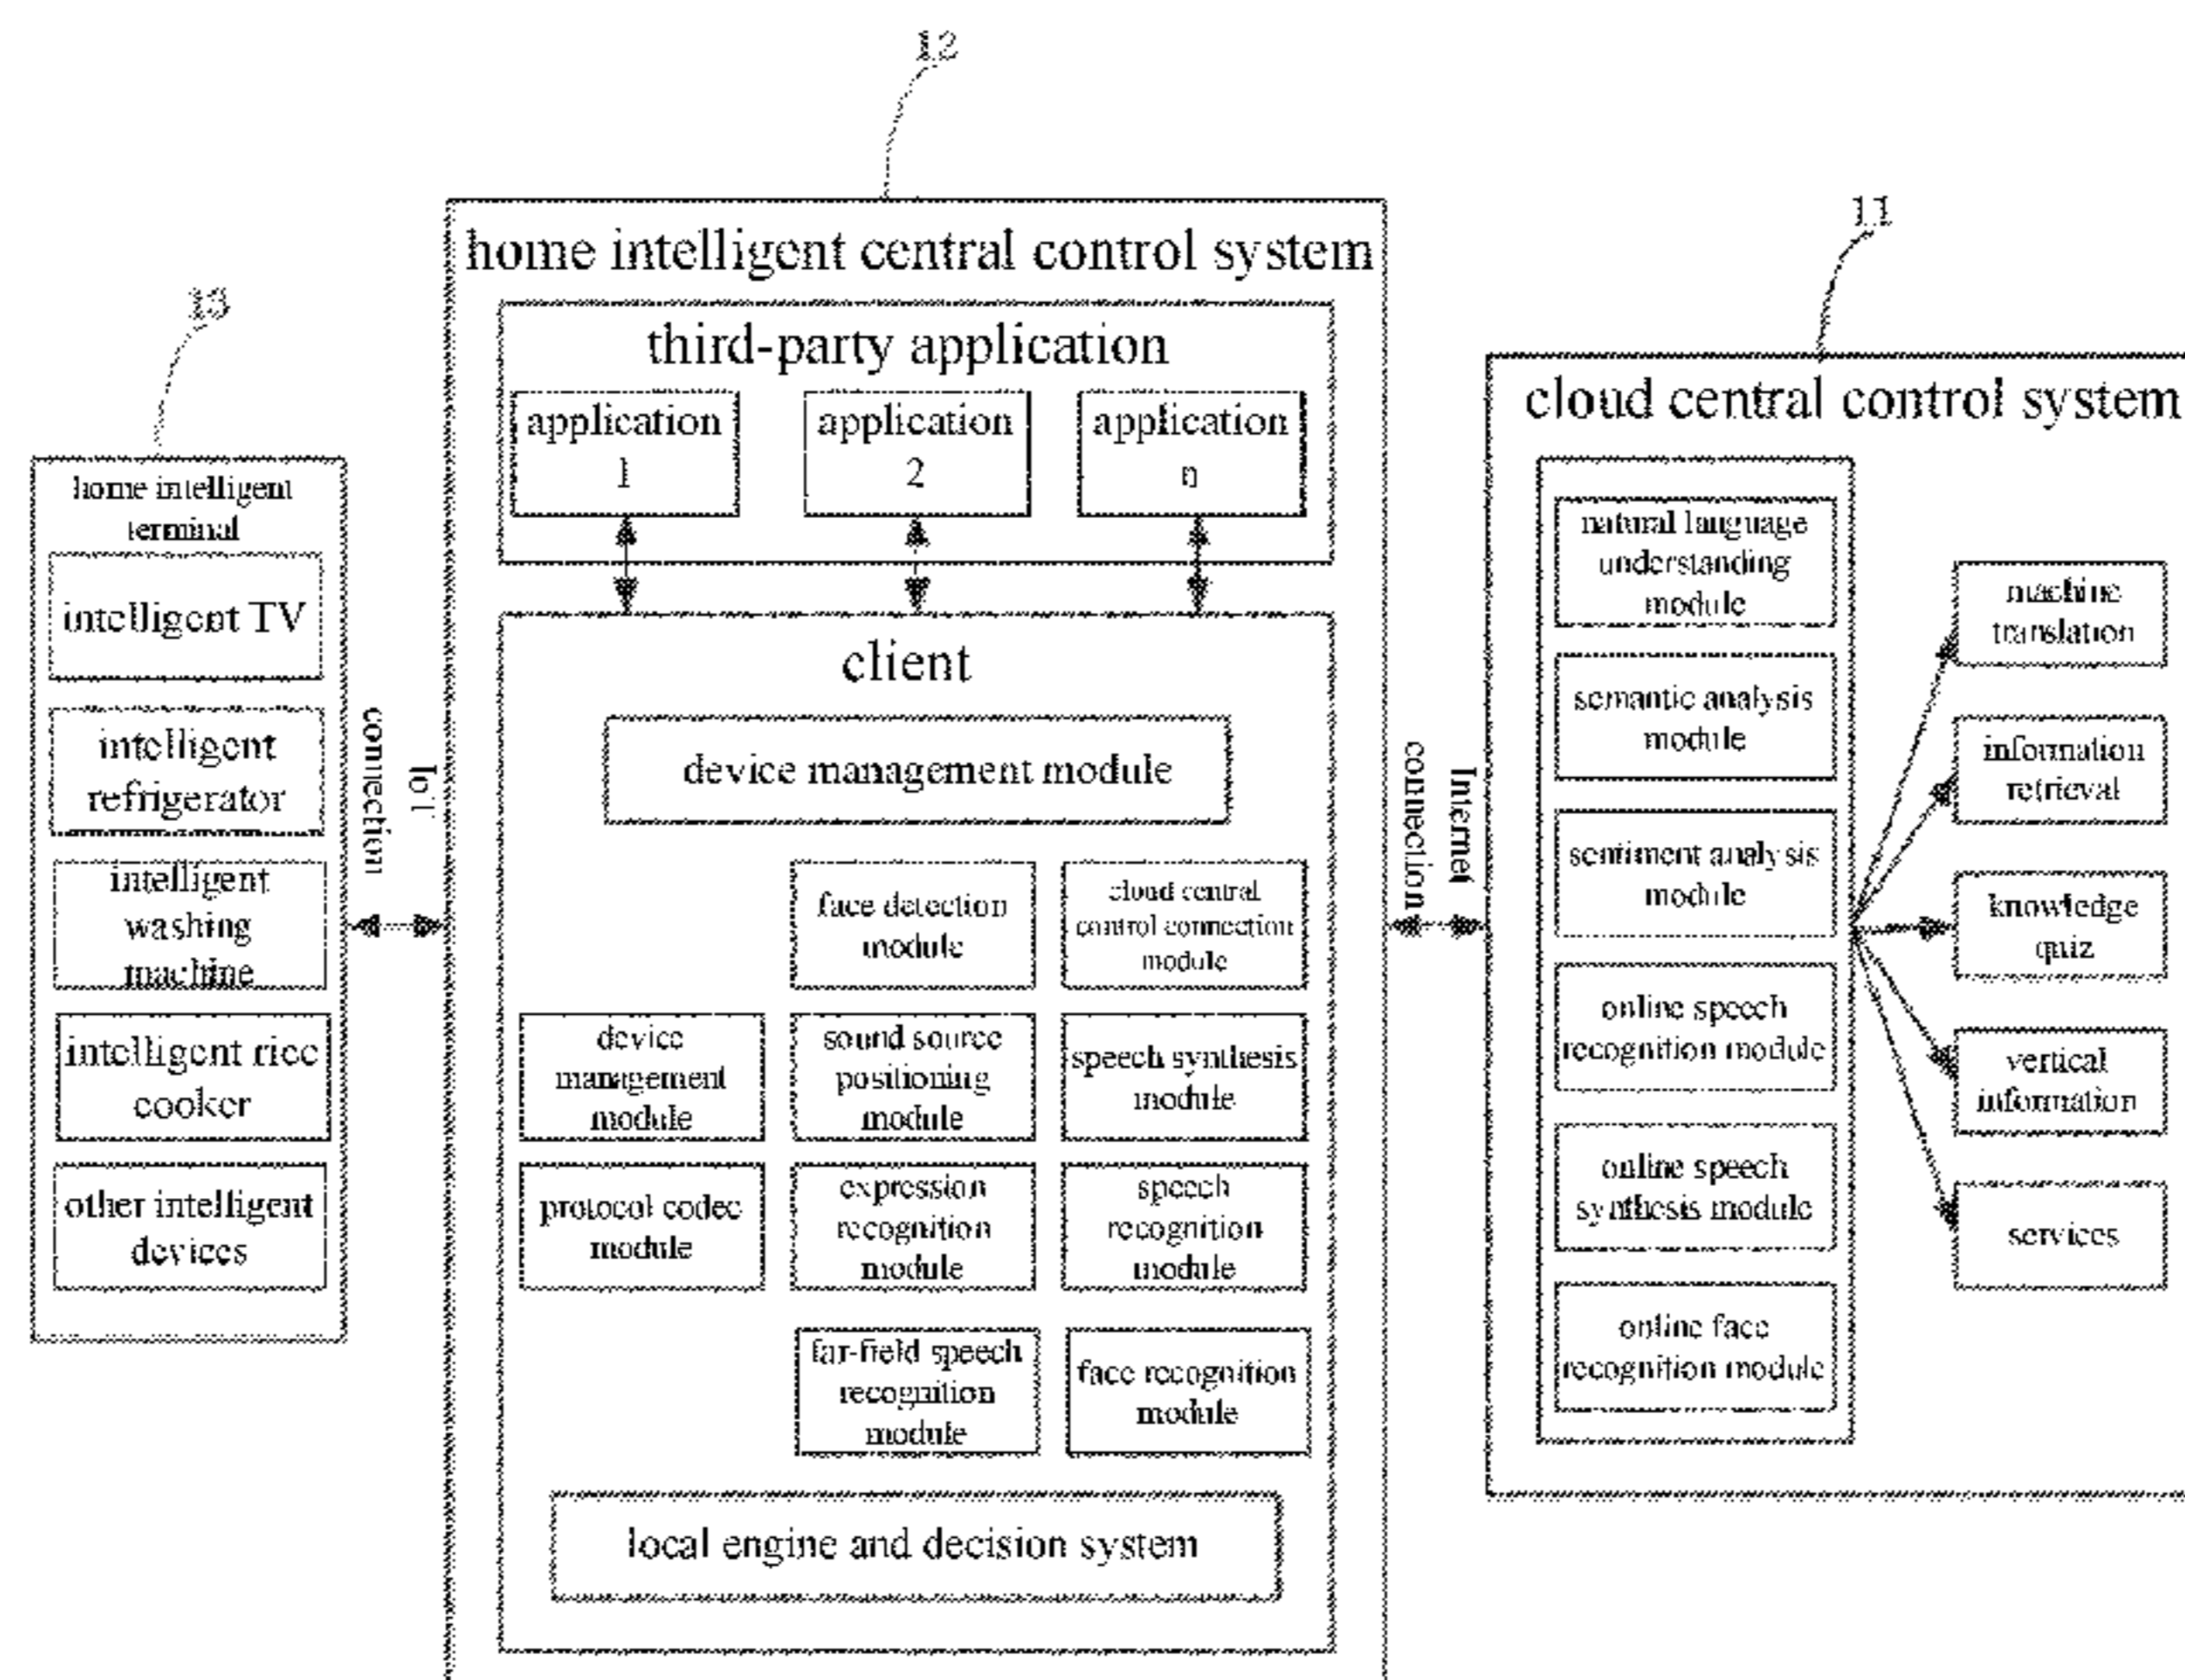 12
11
13
home intelligent central control system
third-party application
application
1
application
2
application
n
cloud central control system
home intelligent
terminal
intelligent TV
intelligent
refrigerator
intelligent
washing
machine
intelligent rice
cooker
other intelligent
devices
IoT
connection
client
device management module
face detection
module
cloud central
control connection
module
device
management
module
sound source
positioning
module
speech synthesis
module
protocol codec
module
expression
recognition
module
speech
recognition
module
far-field speech
recognition
module
face recognition
module
local engine and decision system
Internet
connection
natural language
understanding
module
semantic analysis
module
sentiment analysis
module
online speech
recognition module
online speech
synthesis module
online face
recognition module
machine
translation
information
retrieval
knowledge
quiz
vertical
information
services